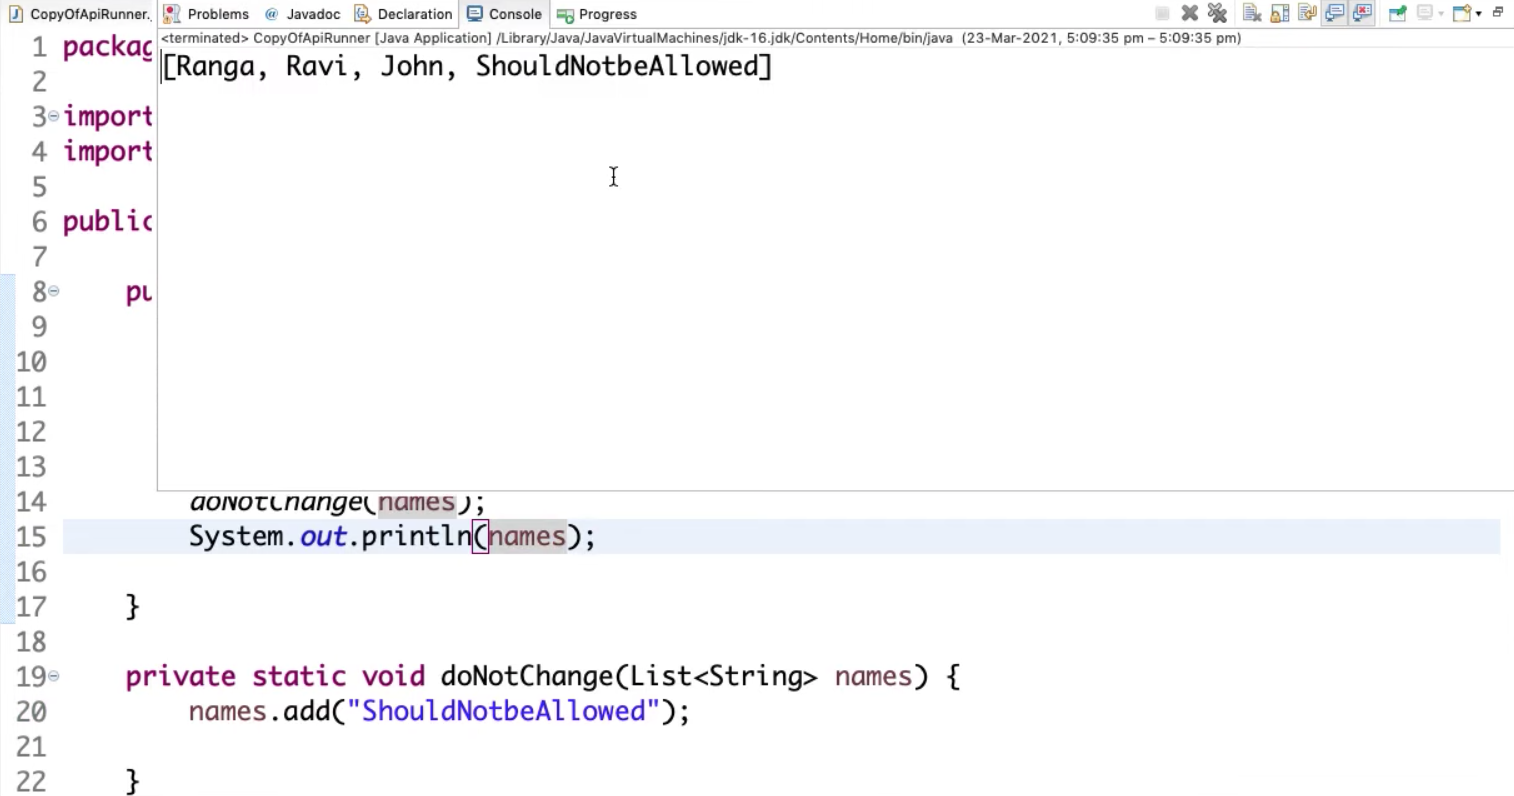 CopyOfApiRunner. Problems @ Javadoc Declaration Console Progress
<terminated> CopyOfApiRunner [Java Application] /Library/Java/JavaVirtualMachines/jdk-16.jdk/Contents/Home/bin/java (23-Mar-2021, 5:09:35 pm – 5:09:35 pm)
[Ranga, Ravi, John, ShouldNotbeAllowed]
1 packag
2
3 import
4 import
5
6 public
7
8 pu
9
10
11
12
13
14 doNotChange(names);
15 System.out.println(names);
16
17 }
18
19 private static void doNotChange(List<String> names) {
20 names.add("ShouldNotbeAllowed");
21
22 }